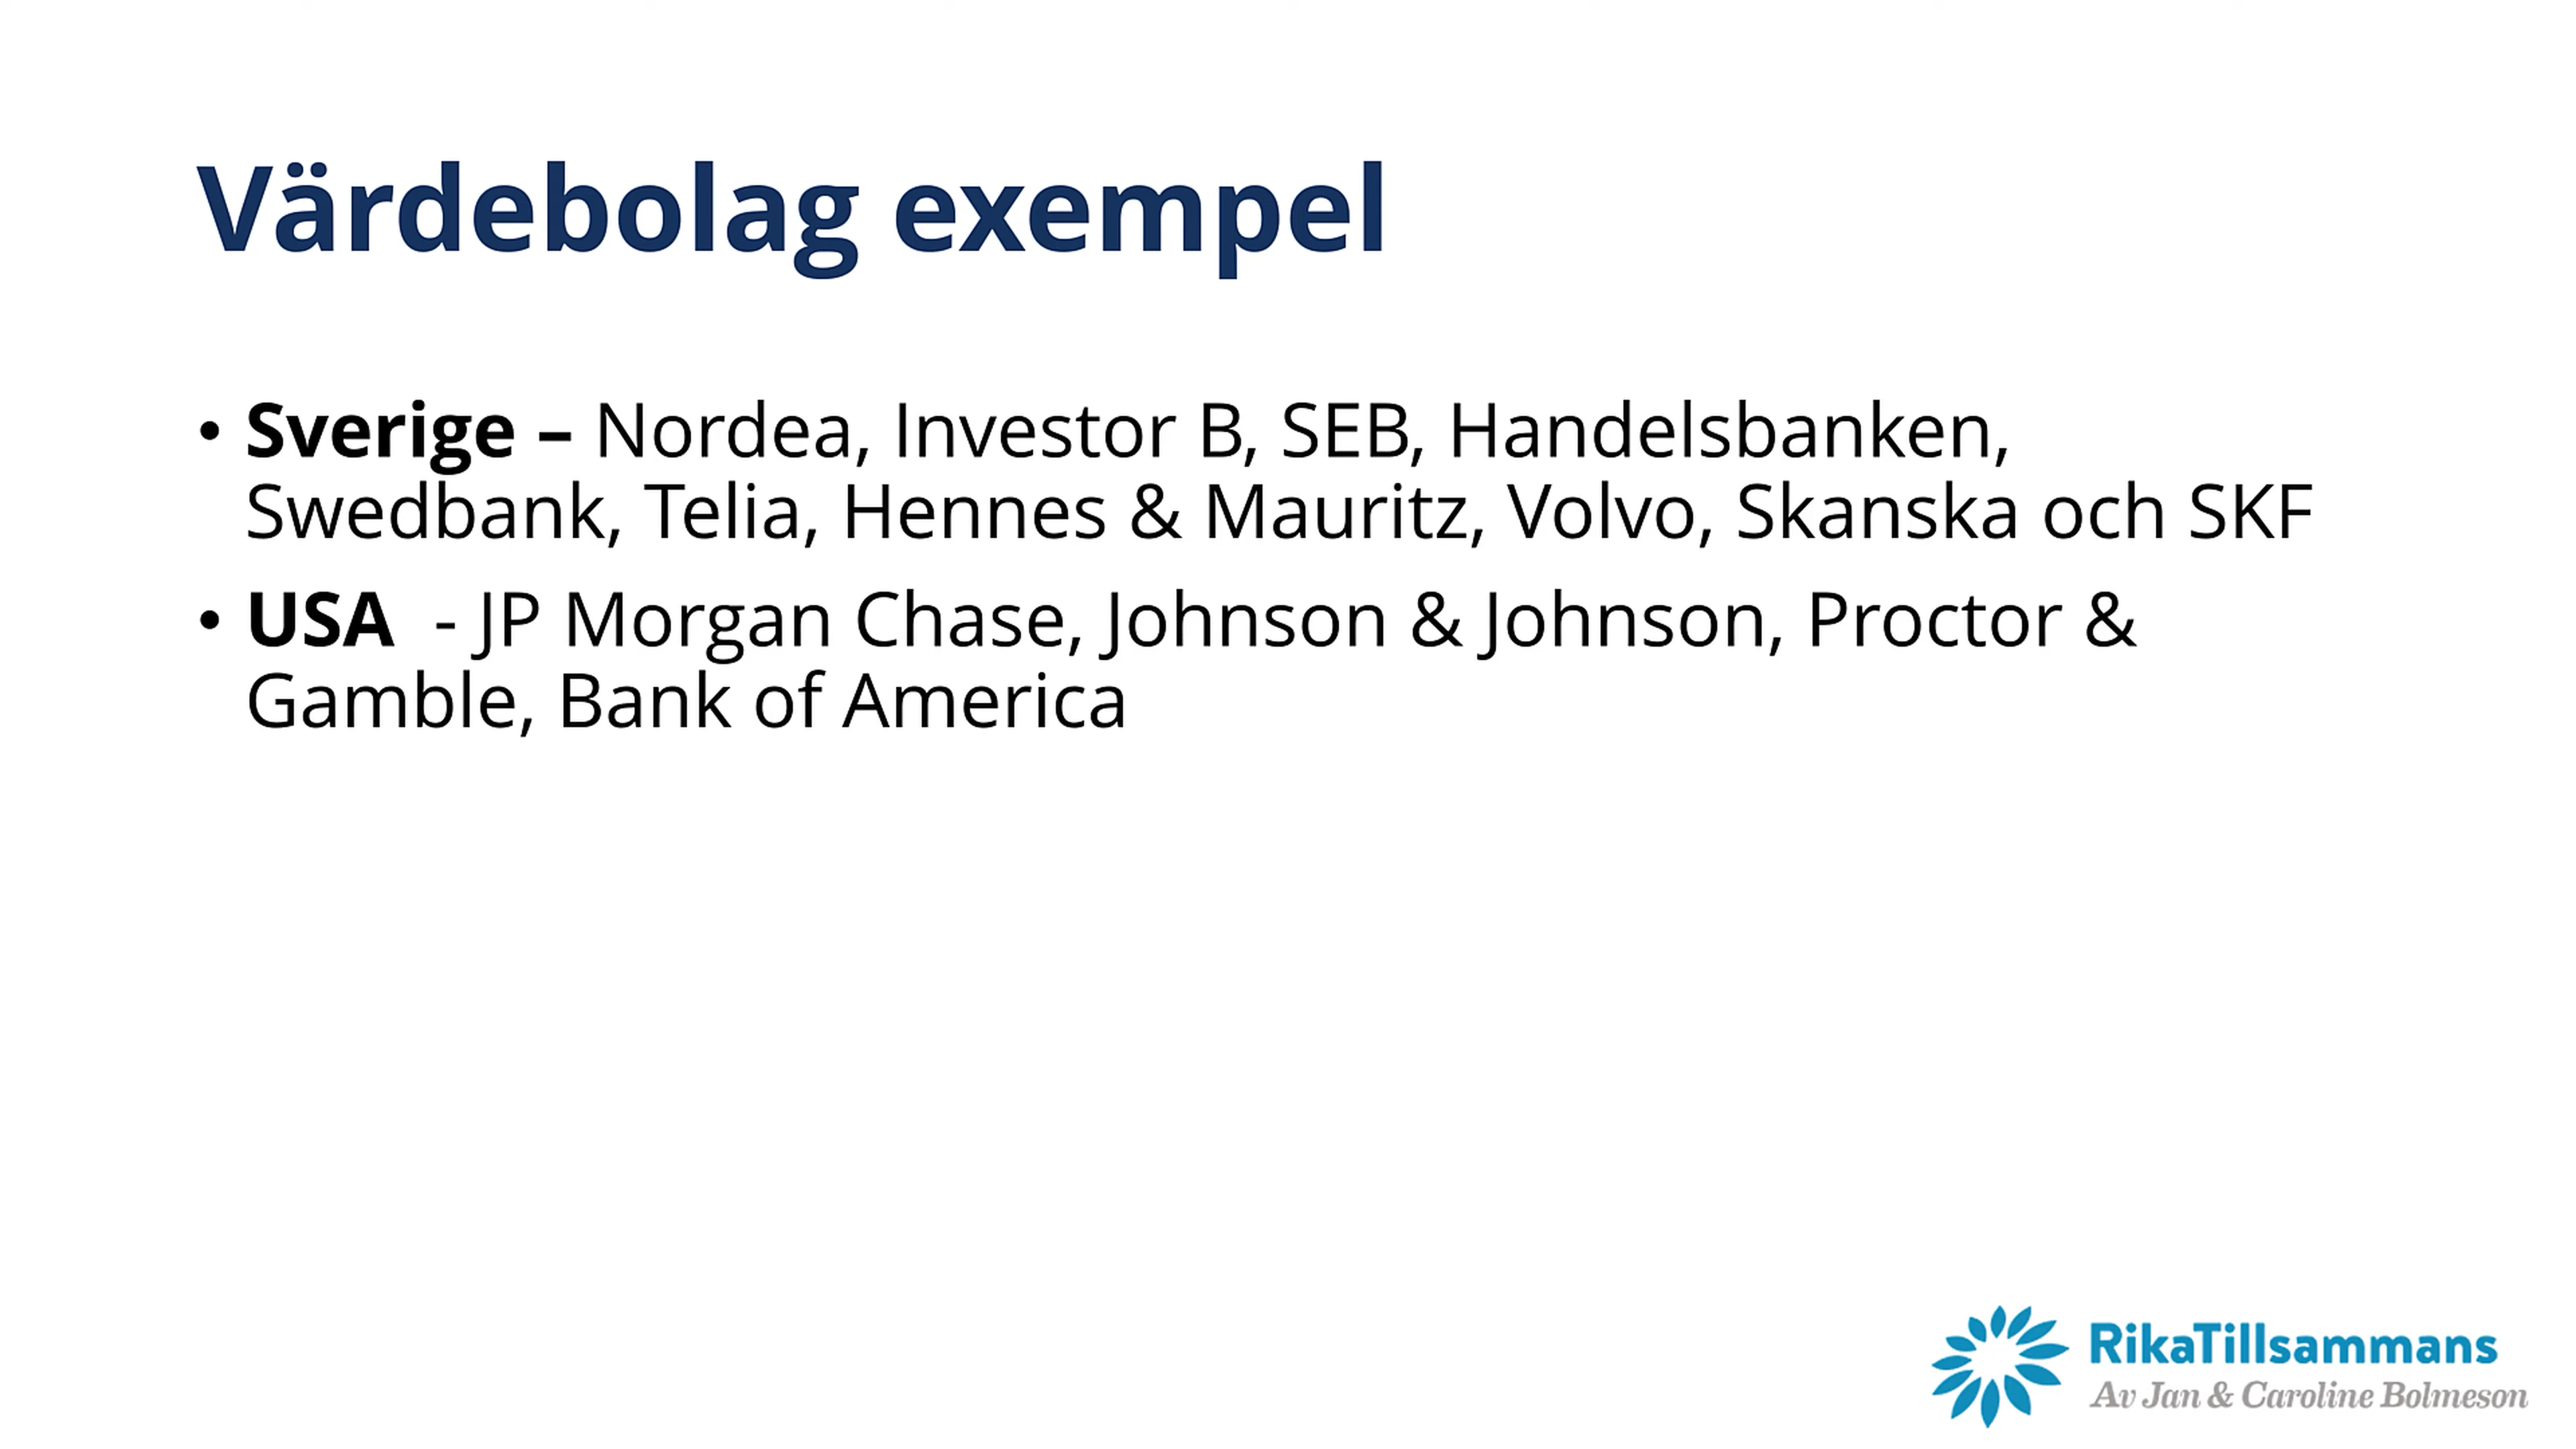 Värdebolag exempel
• Sverige – Nordea, Investor B, SEB, Handelsbanken,
Swedbank, Telia, Hennes & Mauritz, Volvo, Skanska och SKF
• USA  - JP Morgan Chase, Johnson & Johnson, Proctor &
Gamble, Bank of America
RikaTillsammans
Av Jan & Caroline Bolmeson